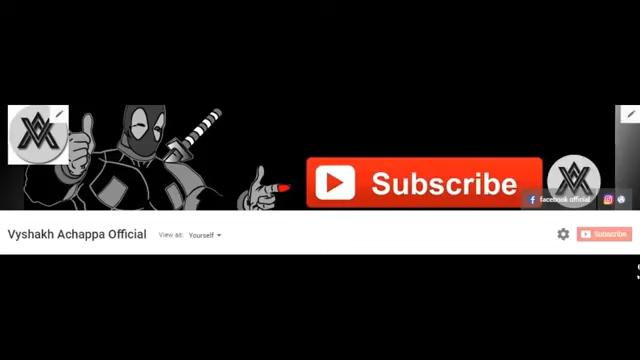 Subscribe
facebook official
Vyshakh Achappa Official
View as: Yourself
Subscribe
S